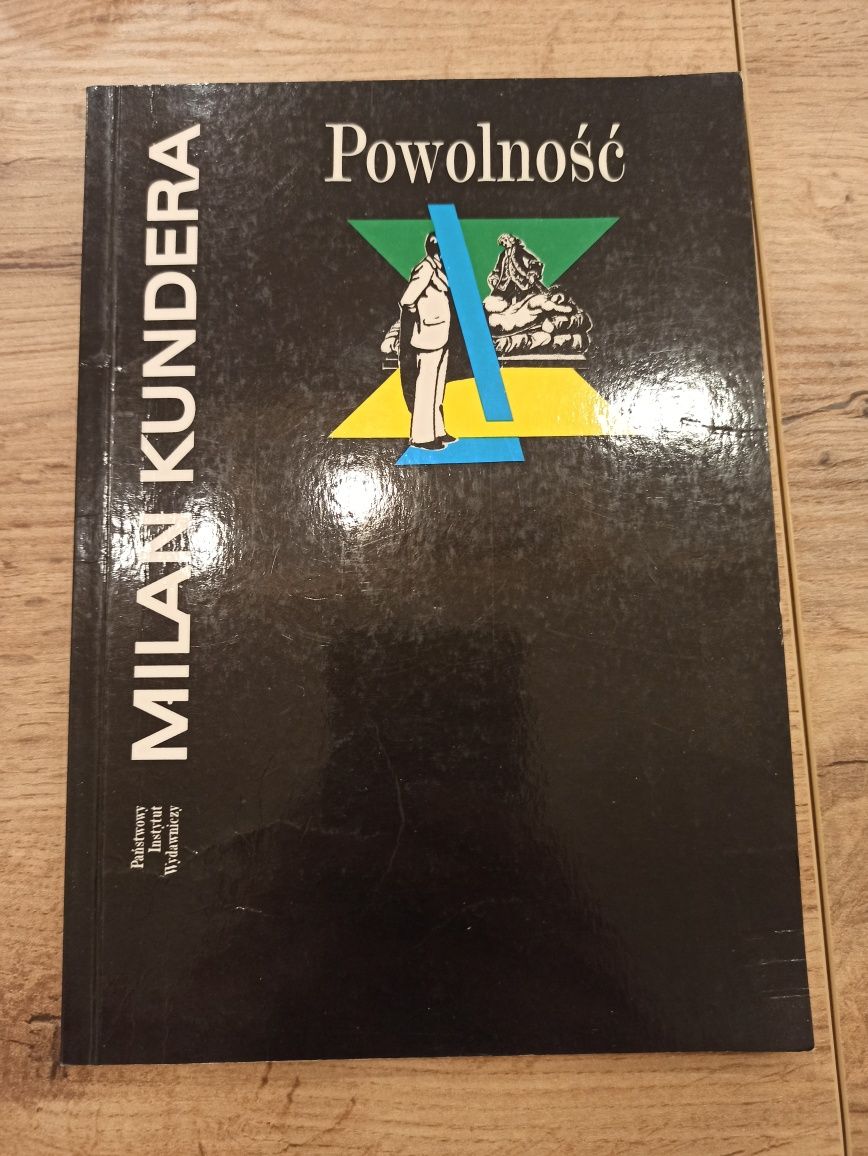 Powolność
MILAN KUNDERA
Państwowy
Instytut
Wydawniczy